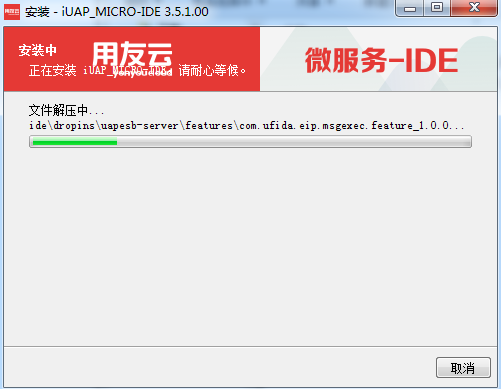 用友云 安装 - iUAP_MICRO-IDE 3.5.1.00
安装中
用友云
yonyoucloud
正在安装 iUAP_MICRO-IDE，请耐心等候。
微服务-IDE
文件解压中...
ide\dropins\uapesb-server\features\com.ufida.eip.msgexec.feature_1.0.0...
取消